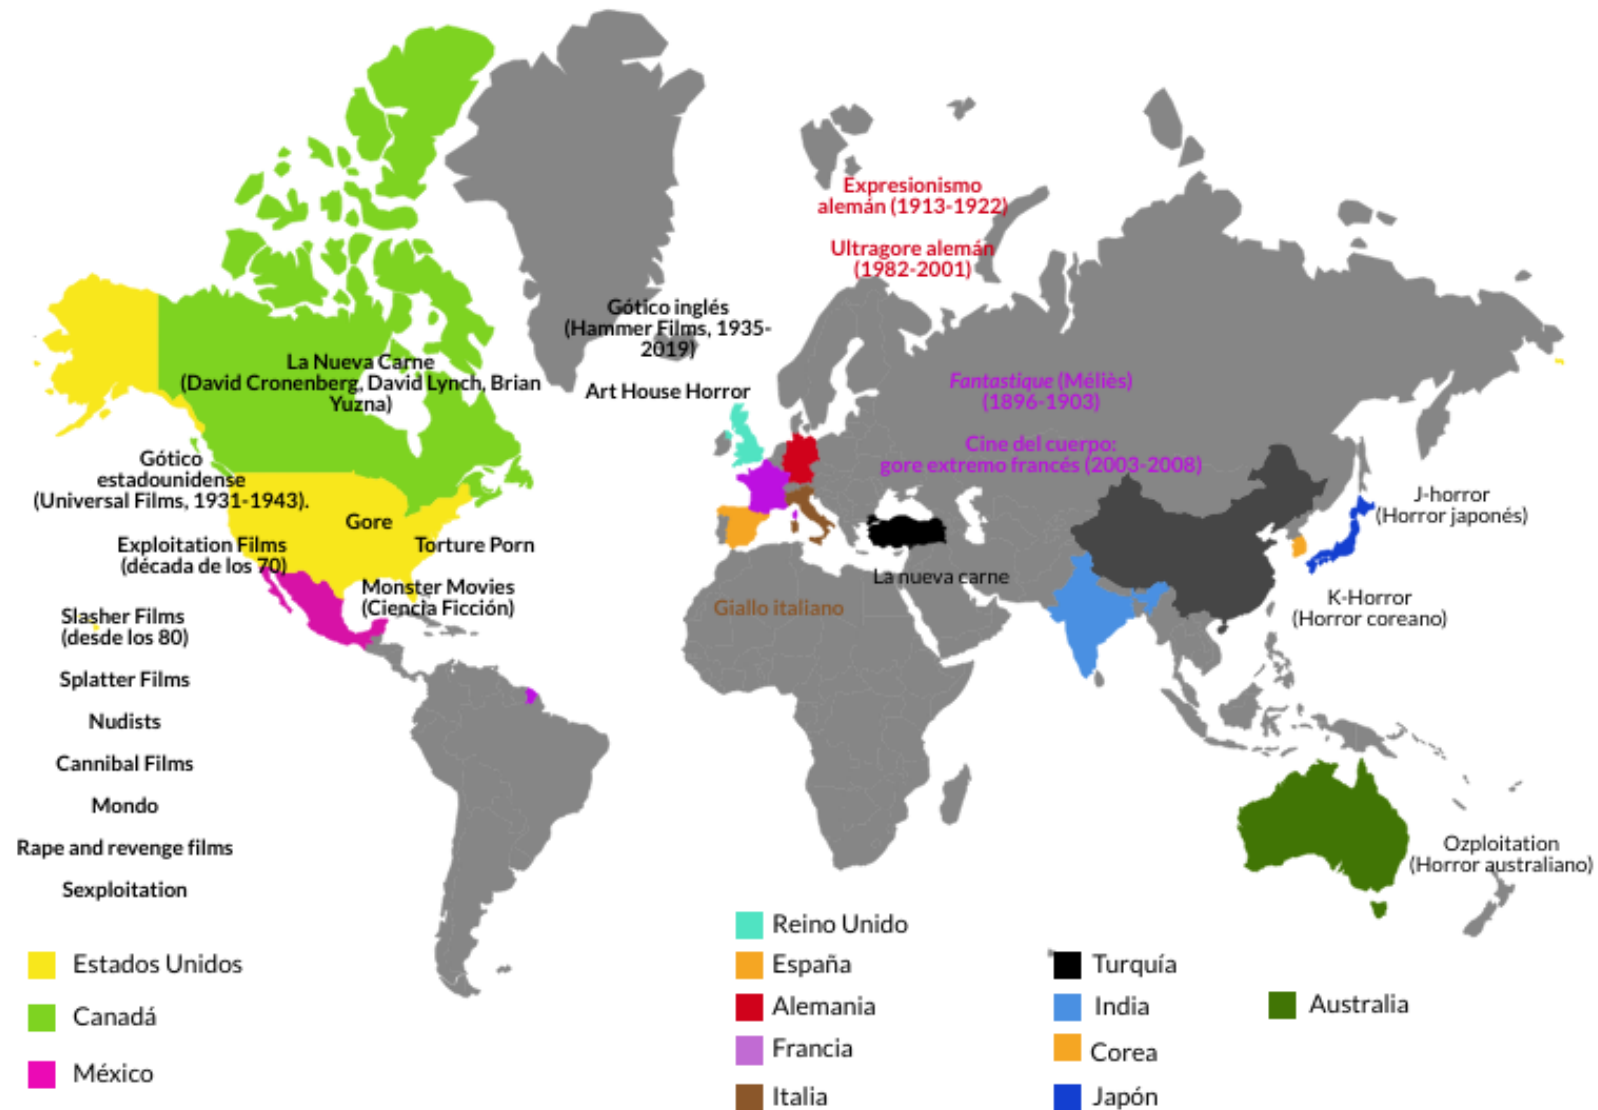 Expresionismo
alemán (1913-1922)
Ultragore alemán
(1982-2001)
Gótico inglés
(Hammer Films, 1935-
2019)
Art House Horror
La Nueva Carne
(David Cronenberg, David Lynch, Brian
Yuzna)
Fantastique (Méliès)
(1896-1903)
Cine del cuerpo:
gore extremo francés (2003-2008)
Gótico
estadounidense
(Universal Films, 1931-1943).
Gore
Exploitation Films
(década de los 70)
Torture Porn
Monster Movies
(Ciencia Ficción)
J-horror
(Horror japonés)
La nueva carne
Giallo italiano
K-Horror
(Horror coreano)
Slasher Films
(desde los 80)
Splatter Films
Nudists
Cannibal Films
Mondo
Rape and revenge films
Sexploitation
Ozploitation
(Horror australiano)
Estados Unidos
Canadá
México
Reino Unido
España
Alemania
Francia
Italia
Turquía
India
Corea
Japón
Australia